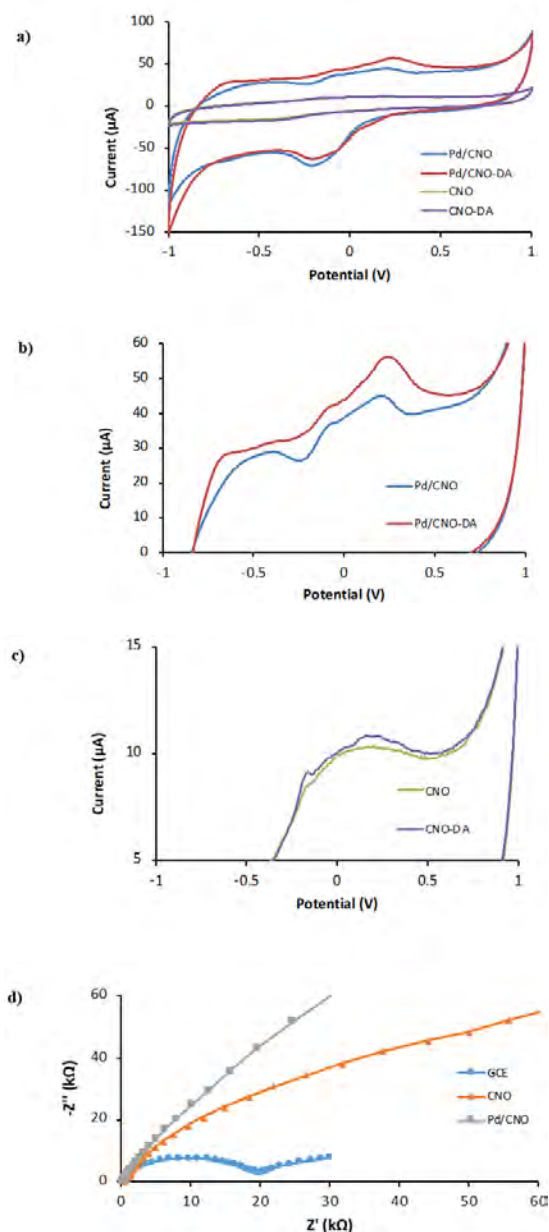 a)
100
50
0
-50
-100
-150
Current (µA)
-1 -0.5 0 0.5 1
Potential (V)
Pd/CNO
Pd/CNO-DA
CNO
CNO-DA
b)
60
50
40
30
20
10
0
Current (µA)
-1 -0.5 0 0.5 1
Potential (V)
Pd/CNO
Pd/CNO-DA
c)
15
10
5
Current (µA)
-1 -0.5 0 0.5 1
Potential (V)
CNO
CNO-DA
d)
60
40
20
0
-Z'' (kΩ)
0 10 20 30 40 50 60
Z' (kΩ)
GCE
CNO
Pd/CNO